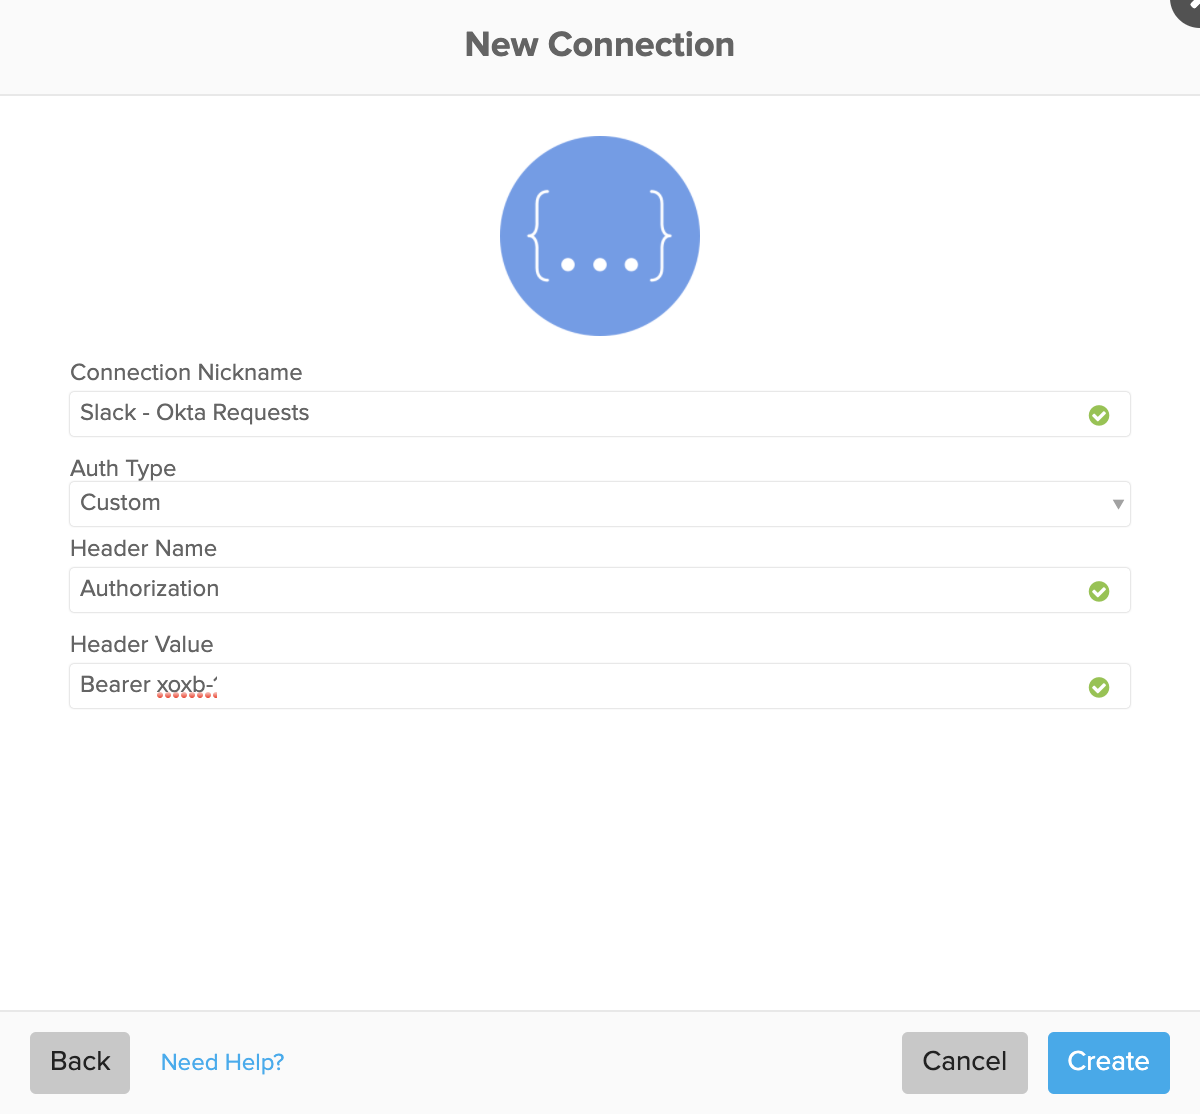 New Connection
{...}
Connection Nickname
Slack - Okta Requests
Auth Type
Custom
Header Name
Authorization
Header Value
Bearer xoxb-
Back
Need Help?
Cancel
Create